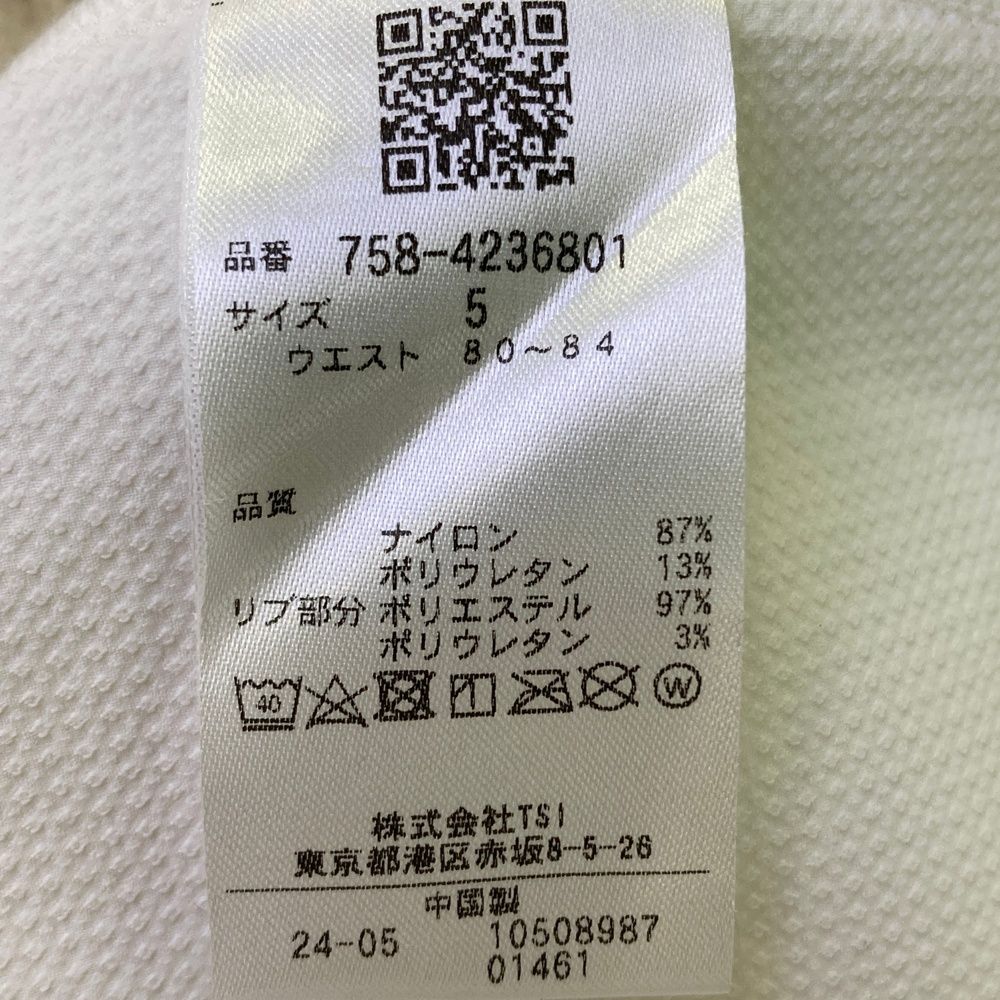 品番 758-4236801
サイズ 5
ウエスト 80～84
品質
ナイロン 87%
ポリウレタン 13%
リブ部分 ポリエステル 97%
ポリウレタン 3%
40 1 W
株式会社TSI
東京都港区赤坂8-5-26
中國製
24-05 10508987
01461